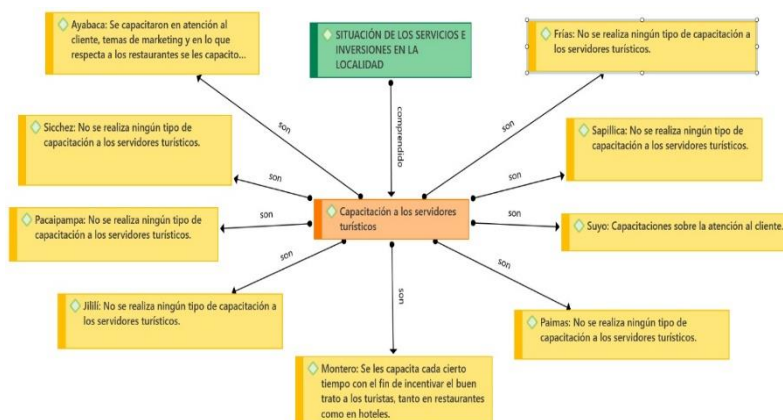 Ayabaca: Se capacitaron en atención al
cliente, temas de marketing y en lo que
respecta a los restaurantes se les capacito...
SITUACIÓN DE LOS SERVICIOS E
INVERSIONES EN LA
LOCALIDAD
Frías: No se realiza ningún tipo de capacitación a
los servidores turísticos.
son
comprendido
son
Sicchez: No se realiza ningún tipo de
capacitación a los servidores turísticos.
son
Sapillica: No se realiza ningún tipo de
capacitación a los servidores turísticos.
son
Pacaipampa: No se realiza ningún tipo de
capacitación a los servidores turísticos.
son
Capacitación a los servidores
turísticos
son
Suyo: Capacitaciones sobre la atención al cliente.
son
son
son
Jililí: No se realiza ningún tipo de capacitación a
los servidores turísticos.
Paimas: No se realiza ningún tipo de
capacitación a los servidores turísticos.
Montero: Se les capacita cada cierto
tiempo con el fin de incentivar el buen
trato a los turistas, tanto en restaurantes
como en hoteles.